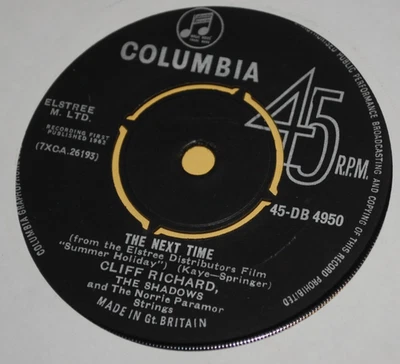 COLUMBIA
ELSTREE
M. LTD.
RECORDING FIRST
PUBLISHED 1962
(7XCA.26193)
45
R.P.M.
45-DB 4950
THE NEXT TIME
(from the Elstree Distributors Film
"Summer Holiday") (Kaye-Springer)
CLIFF RICHARD,
THE SHADOWS
and The Norrie Paramor
Strings
MADE IN Gt. BRITAIN
PUBLIC PERFORMANCE BROADCASTING AND COPYING OF THIS RECORD PROHIBITED
COLUMBIA